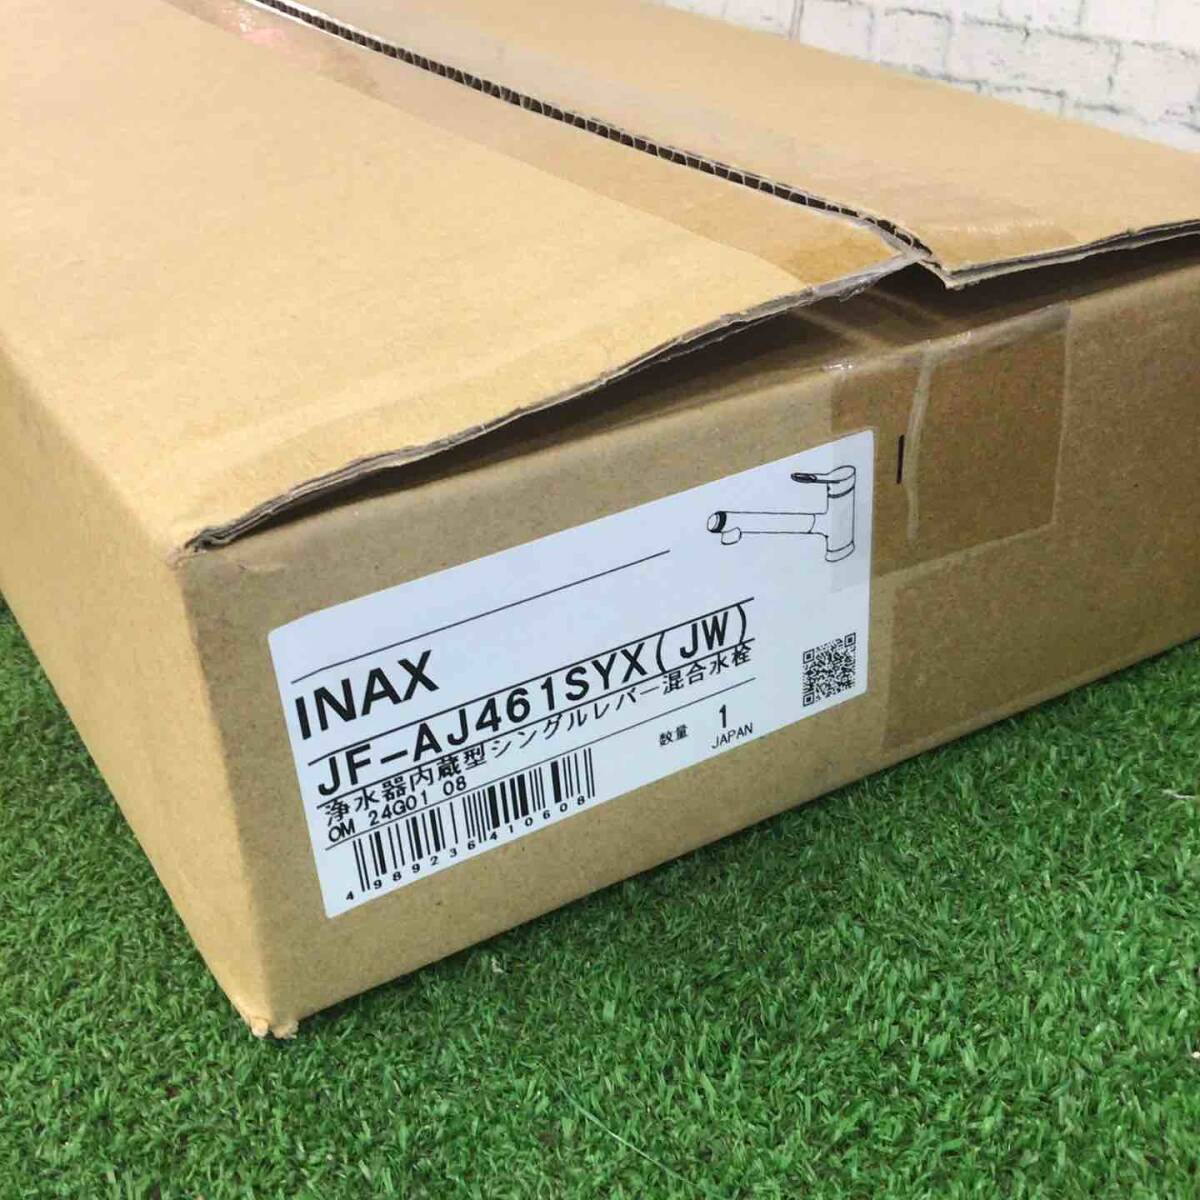 INAX
JF-AJ461SYX(JW)
浄水器内蔵型シングルレバー混合水栓
OM 24G01 08
数量 1
JAPAN
4989236410608